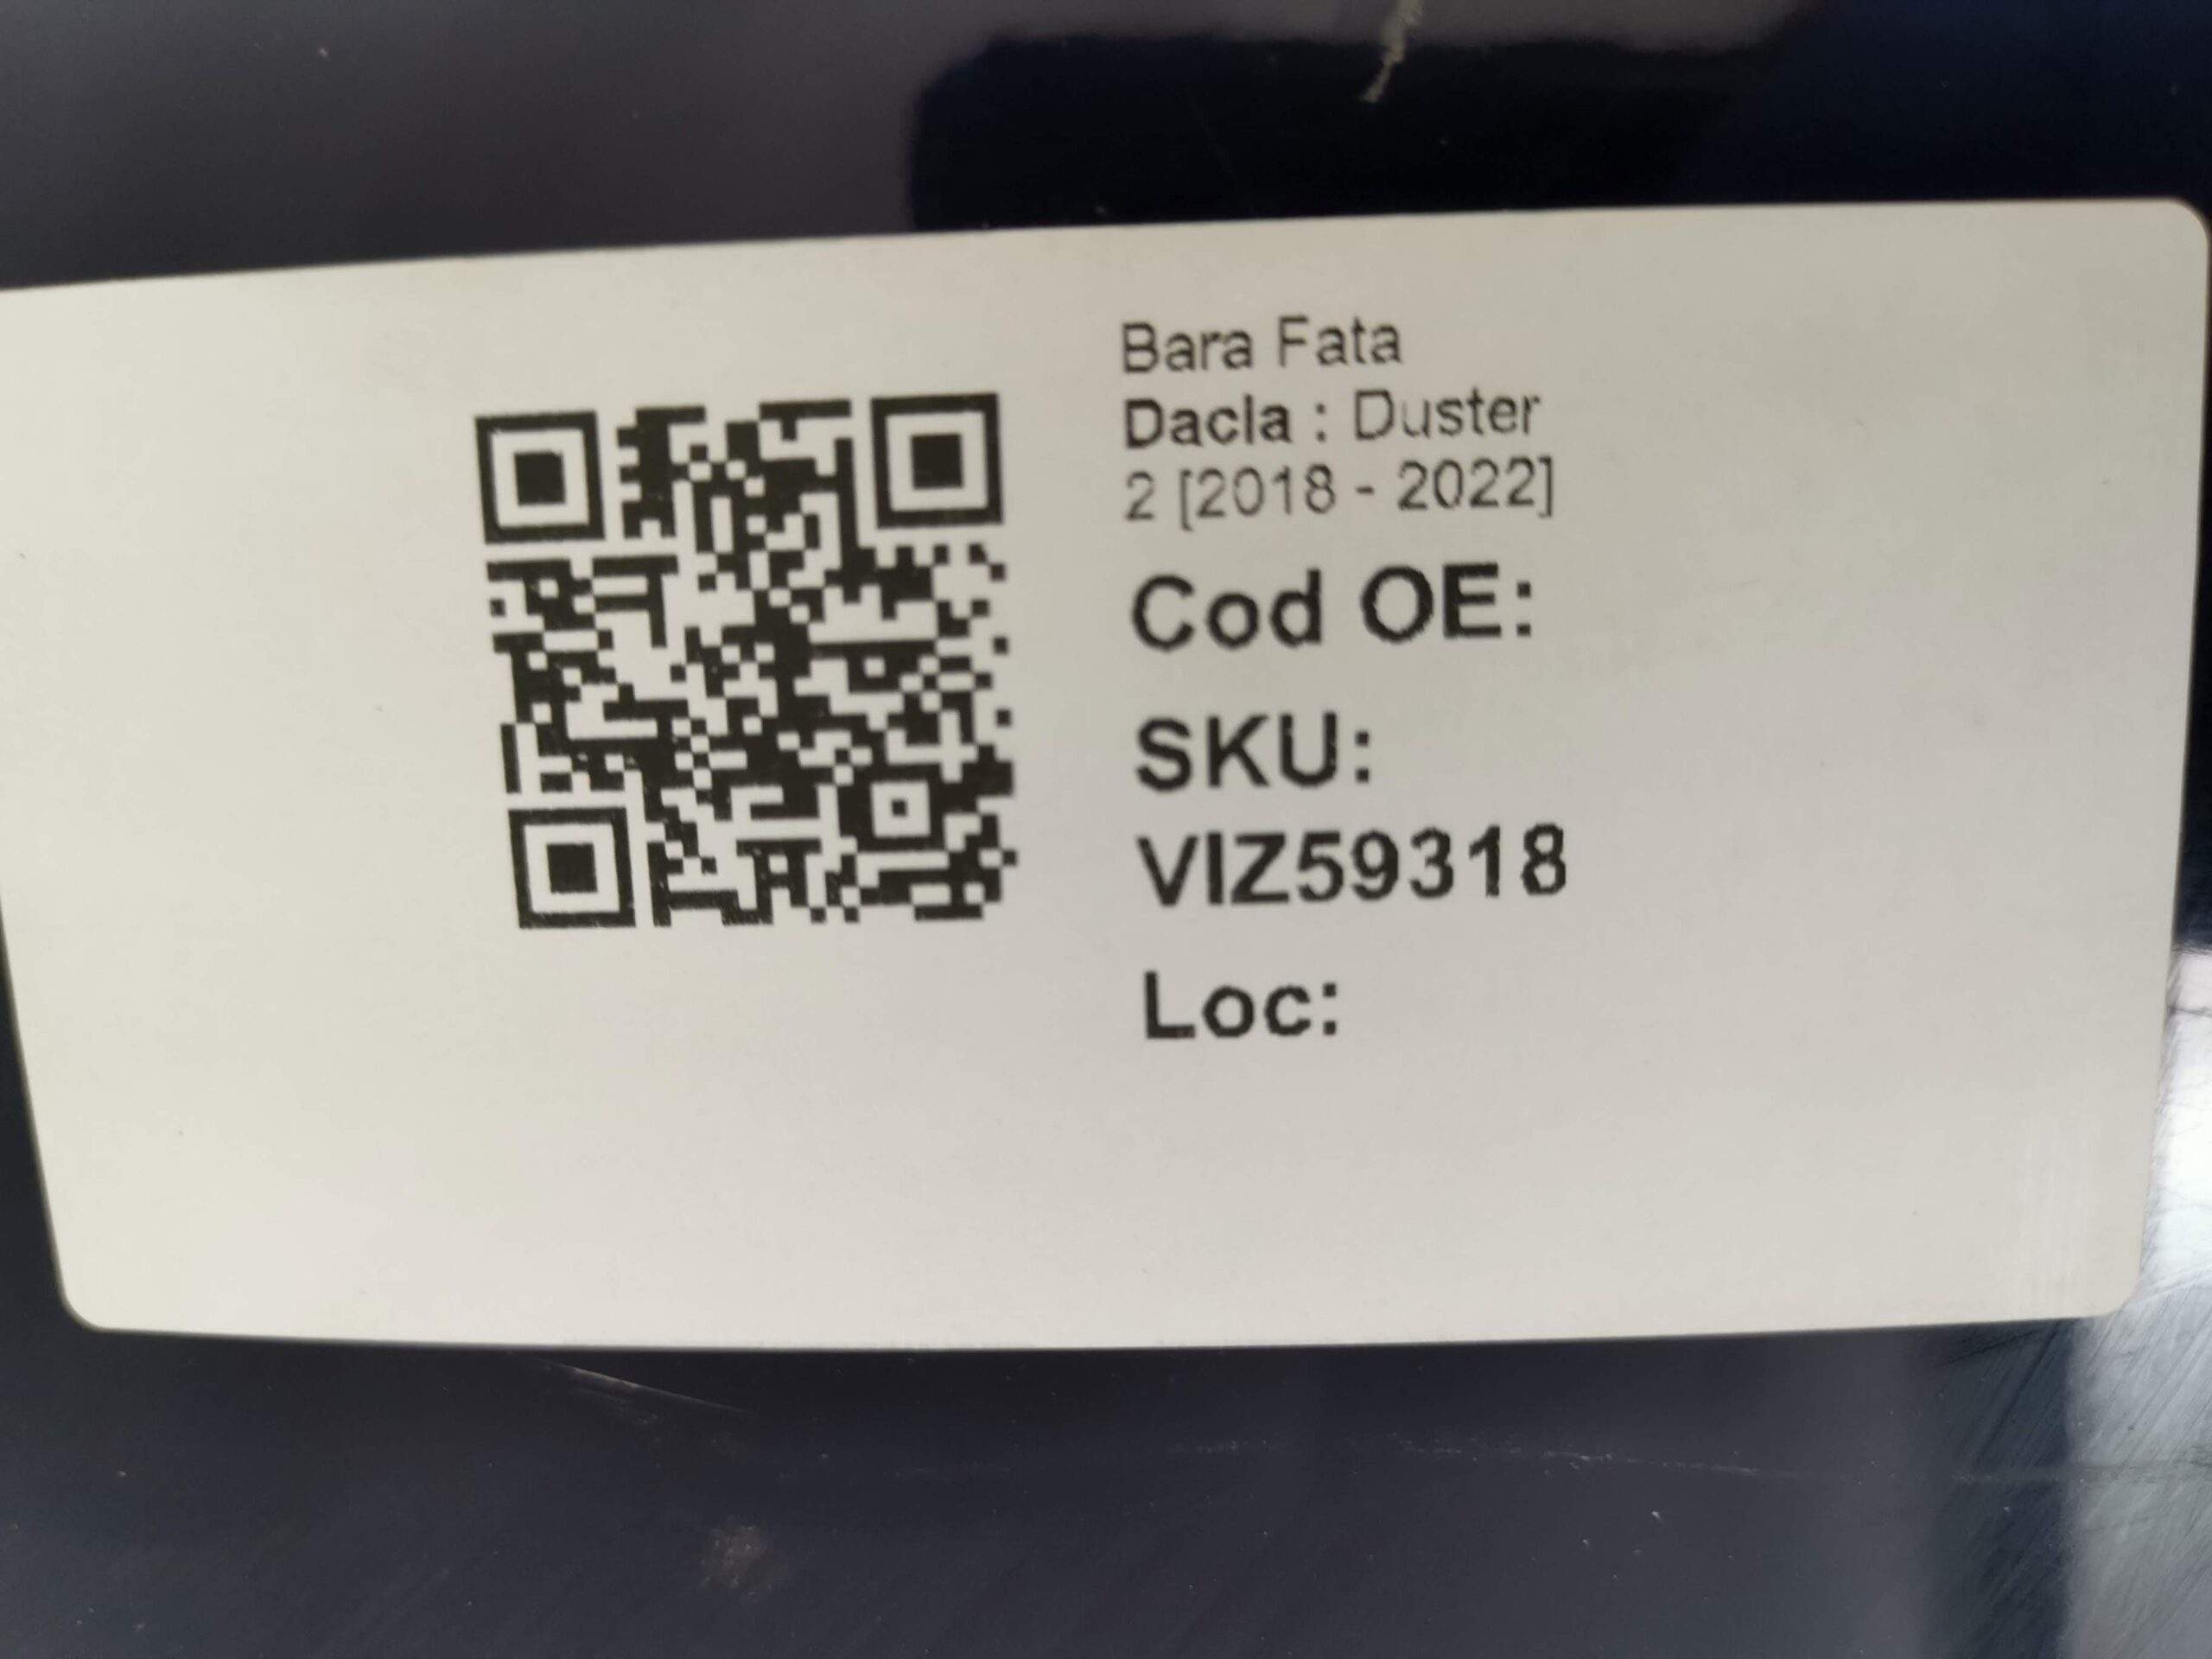 Bara Fata
Dacia : Duster
2 [2018 - 2022]
Cod OE:
SKU:
VIZ59318
Loc: